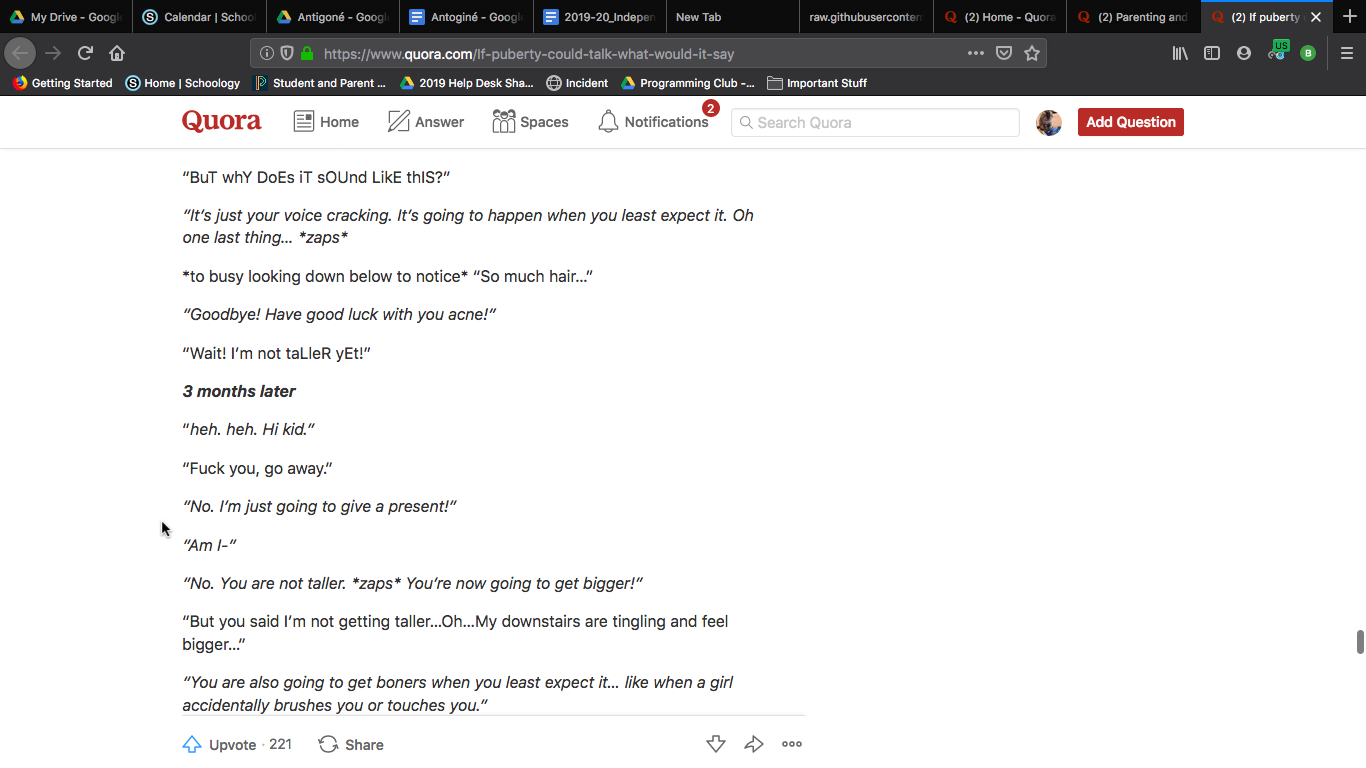 My Drive - Google
Calendar | School
Antigoné - Google
Antoginé - Google
2019-20_Indepen
New Tab
raw.githubusercontent
(2) Home - Quora
(2) Parenting and
(2) If puberty
https://www.quora.com/If-puberty-could-talk-what-would-it-say
US
B
Getting Started
Home | Schoology
Student and Parent ...
2019 Help Desk Sha...
Incident
Programming Club -...
Important Stuff
Quora
Home
Answer
Spaces
Notifications
2
Search Quora
Add Question
“BuT whY DoEs iT sOUnd LikE thIS?”
“It’s just your voice cracking. It’s going to happen when you least expect it. Oh
one last thing… *zaps*
*to busy looking down below to notice* “So much hair…”
“Goodbye! Have good luck with you acne!”
“Wait! I’m not taLleR yEt!”
3 months later
“heh. heh. Hi kid.”
“Fuck you, go away.”
“No. I’m just going to give a present!”
“Am I-”
“No. You are not taller. *zaps* You’re now going to get bigger!”
“But you said I’m not getting taller…Oh…My downstairs are tingling and feel
bigger…”
“You are also going to get boners when you least expect it… like when a girl
accidentally brushes you or touches you.”
Upvote · 221
Share